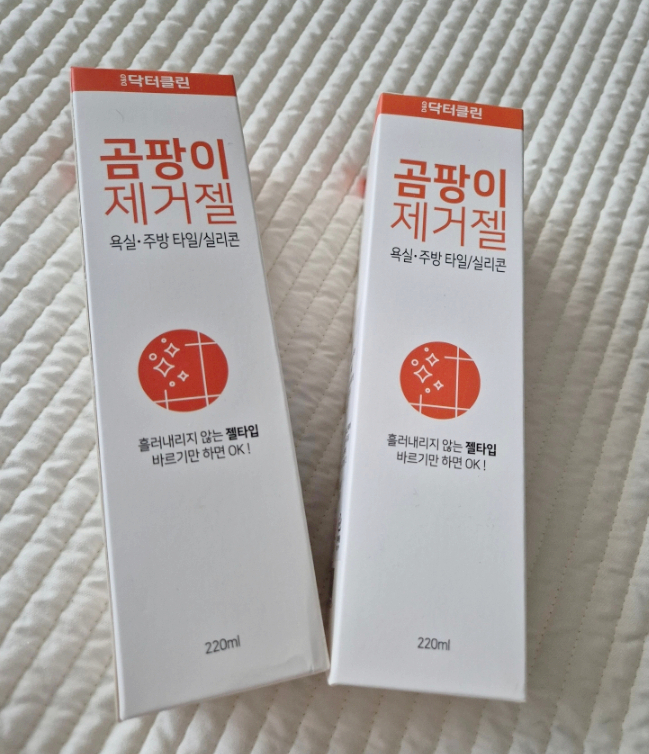 닥터클린
곰팡이
제거젤
욕실·주방 타일/실리콘
흘러내리지 않는 젤타입
바르기만 하면 OK!
220ml
닥터클린
곰팡이
제거젤
욕실·주방 타일/실리콘
흘러내리지 않는 젤타입
바르기만 하면 OK!
220ml